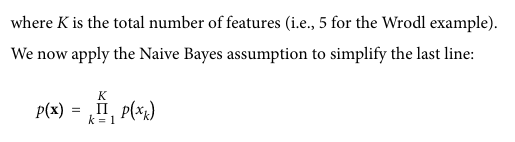 where K is the total number of features (i.e., 5 for the Wrodl example).
We now apply the Naive Bayes assumption to simplify the last line:
p(x) = K Π k = 1 p(xₖ)